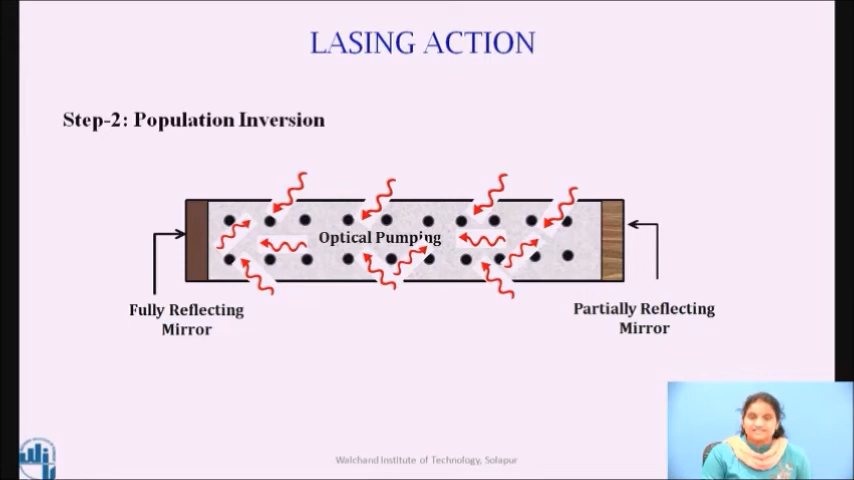 LASING ACTION
Step-2: Population Inversion
Optical Pumping
Fully Reflecting
Mirror
Partially Reflecting
Mirror
Walchand Institute of Technology, Solapur